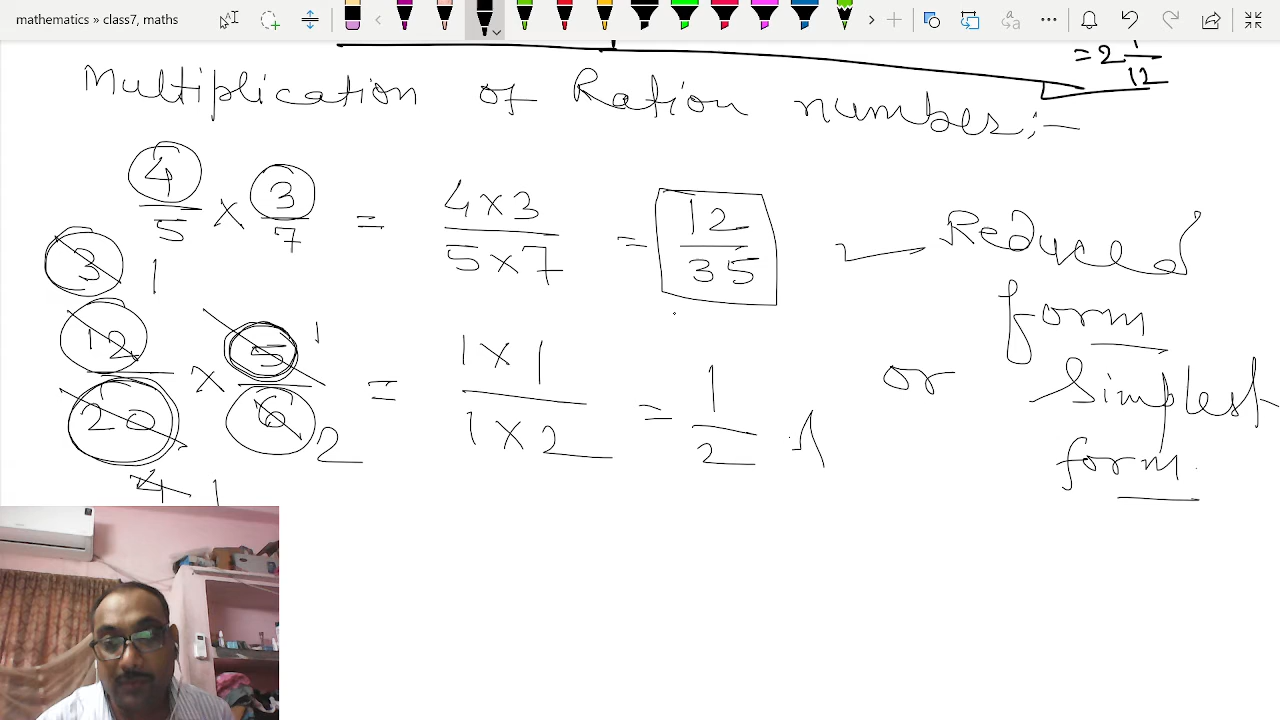 mathematics » class7, maths
= 2 1/12
Multiplication of Ration number:-
4/5 × 3/7 = 4×3/5×7 = 12/35 Reduced
form
3 1
12/20 × 5/6 = 1×1/1×2 = 1/2 or Simplest
form.
1 2
4 1